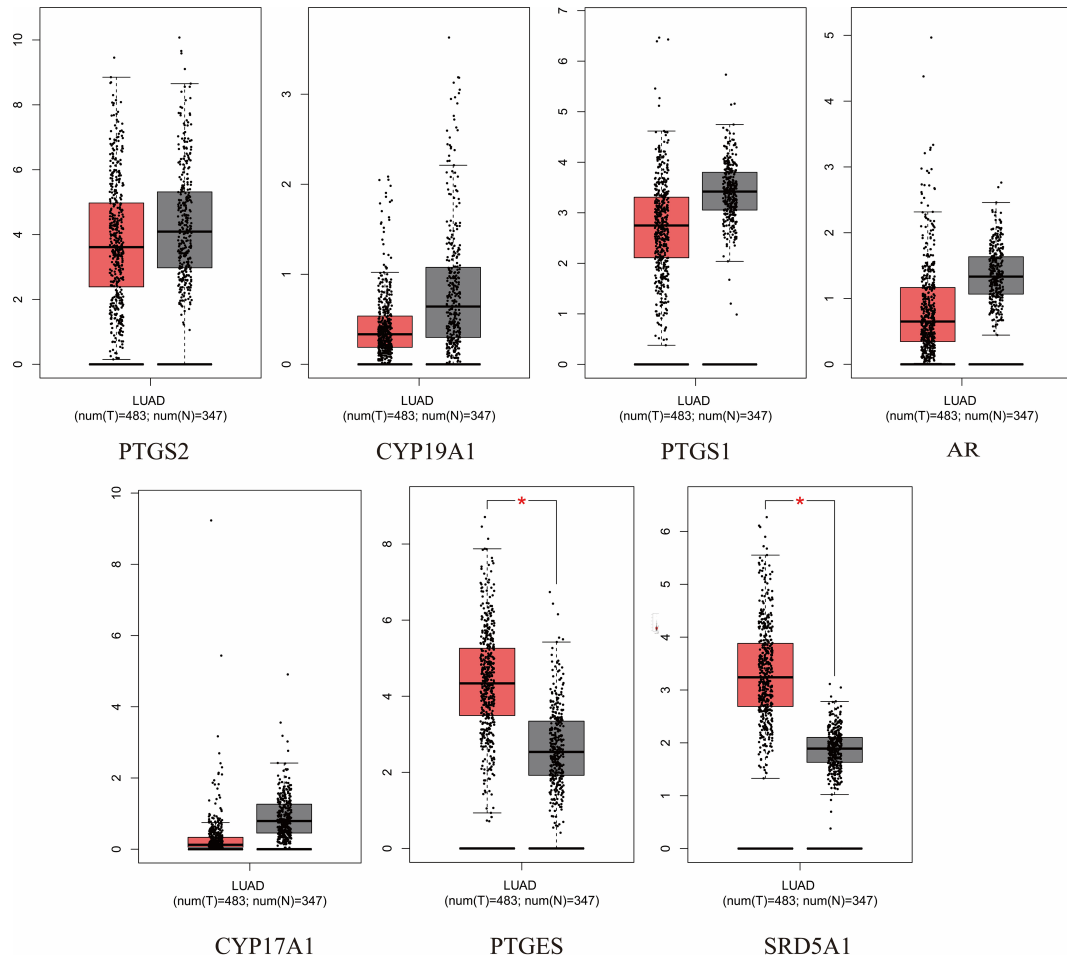 0 2 4 6 8 10
LUAD
(num(T)=483; num(N)=347)
PTGS2
0 1 2 3
LUAD
(num(T)=483; num(N)=347)
CYP19A1
0 1 2 3 4 5 6 7
LUAD
(num(T)=483; num(N)=347)
PTGS1
0 1 2 3 4 5
LUAD
(num(T)=483; num(N)=347)
AR
0 2 4 6 8 10
LUAD
(num(T)=483; num(N)=347)
CYP17A1
0 2 4 6 8
*
LUAD
(num(T)=483; num(N)=347)
PTGES
0 1 2 3 4 5 6
*
LUAD
(num(T)=483; num(N)=347)
SRD5A1